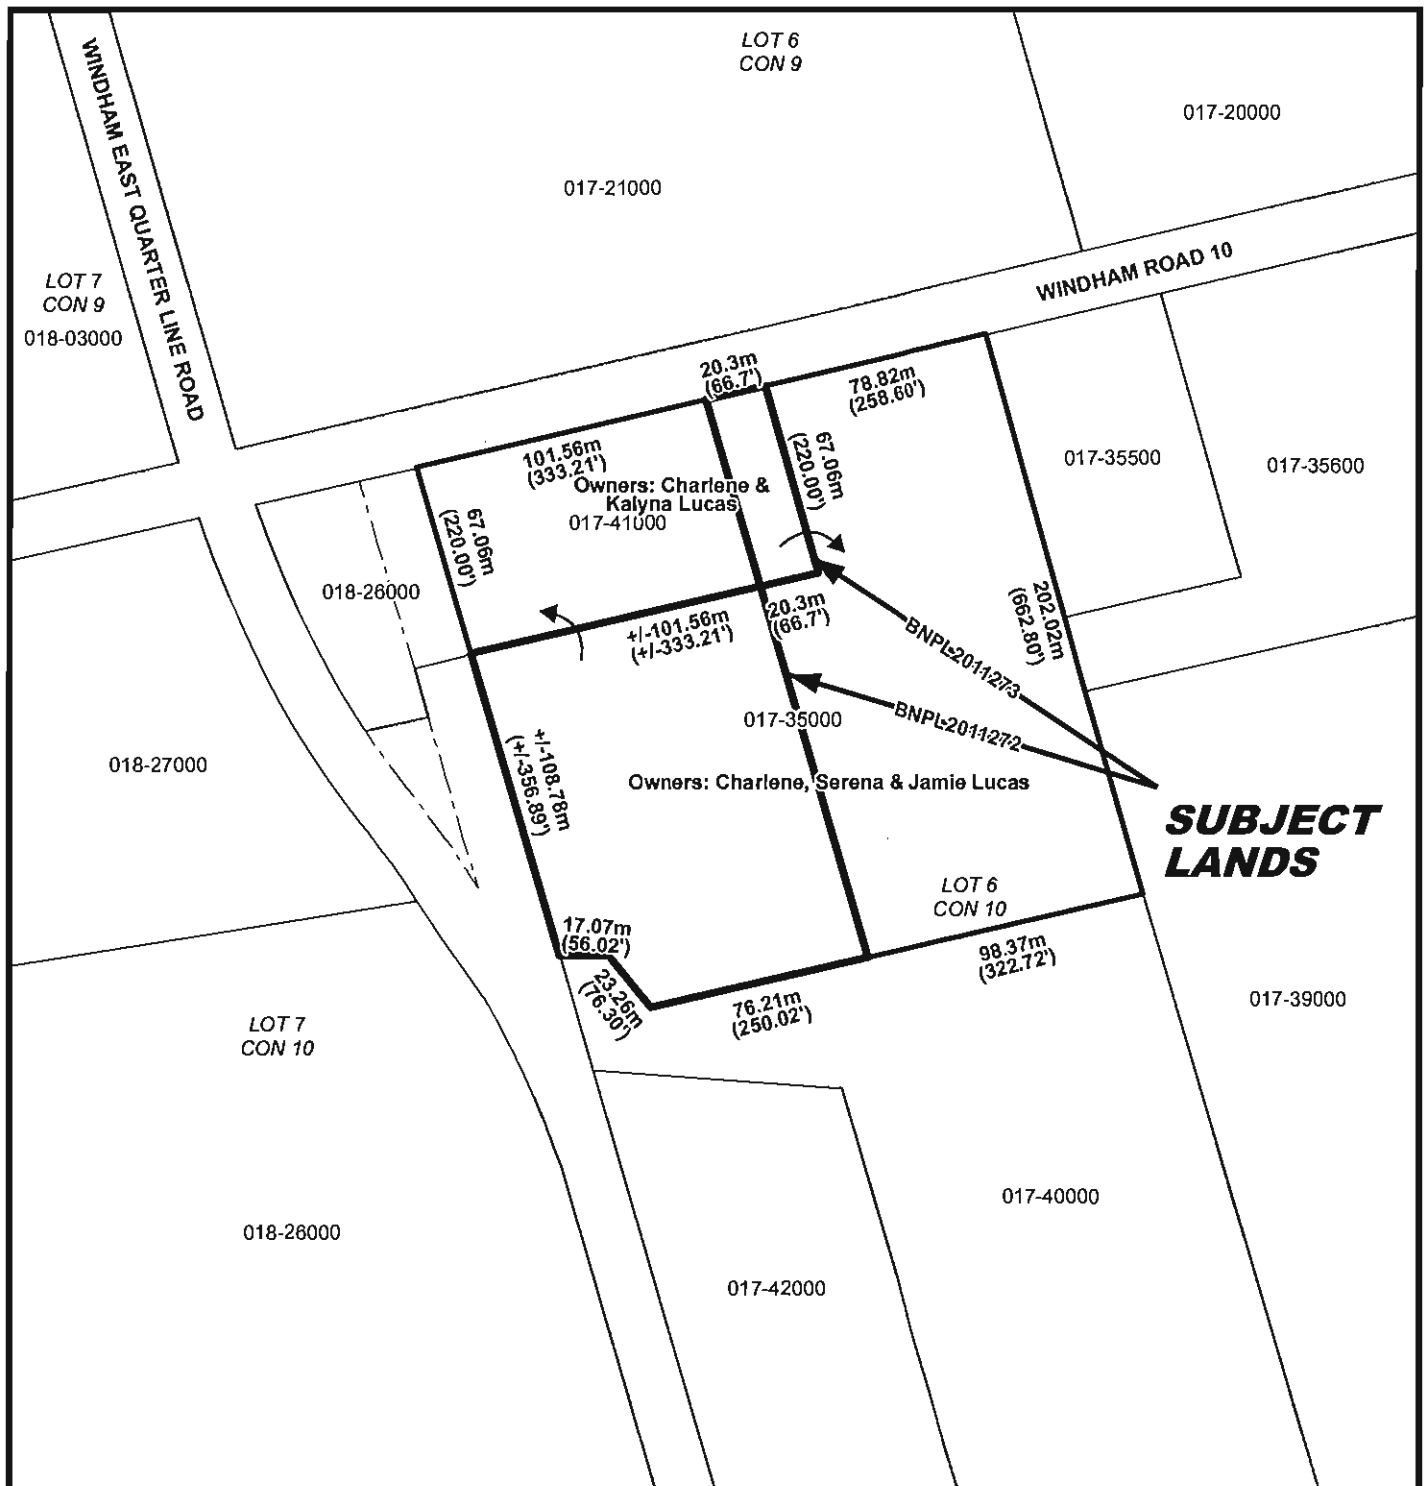 LOT 6
CON 9
017-20000
WINDHAM EAST QUARTER LINE ROAD
017-21000
LOT 7
CON 9
018-03000
WINDHAM ROAD 10
20.3m
(66.7')
78.82m
(258.60')
101.56m
(333.21')
67.06m
(220.00')
017-35500
017-35600
Owners: Charlene &
Kalyna Lucas
017-41000
67.06m
(220.00')
018-26000
20.3m
(66.7')
+/-101.56m
(+/-333.21')
202.02m
(662.80')
BNPL-2011273
BNPL-2011272
017-35000
018-27000
+/-108.78m
(+/-356.89')
Owners: Charlene, Serena & Jamie Lucas
SUBJECT
LANDS
LOT 6
CON 10
17.07m
(56.02')
98.37m
(322.72')
23.26m
(76.30')
76.21m
(250.02')
017-39000
LOT 7
CON 10
017-40000
018-26000
017-42000